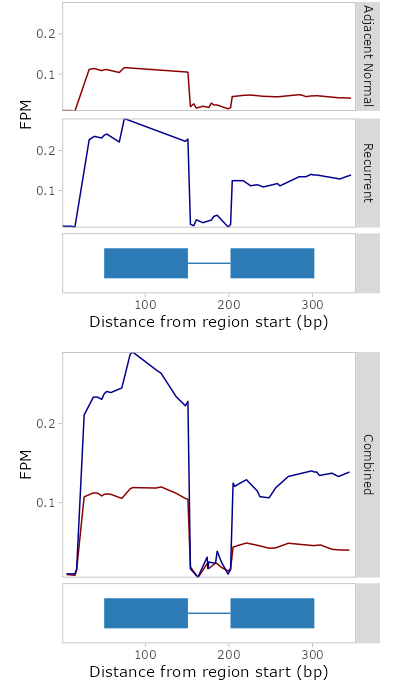 0.2
0.1
Adjacent Normal
FPM
0.2
0.1
Recurrent
100 200 300
Distance from region start (bp)
0.2
0.1
FPM
Combined
100 200 300
Distance from region start (bp)